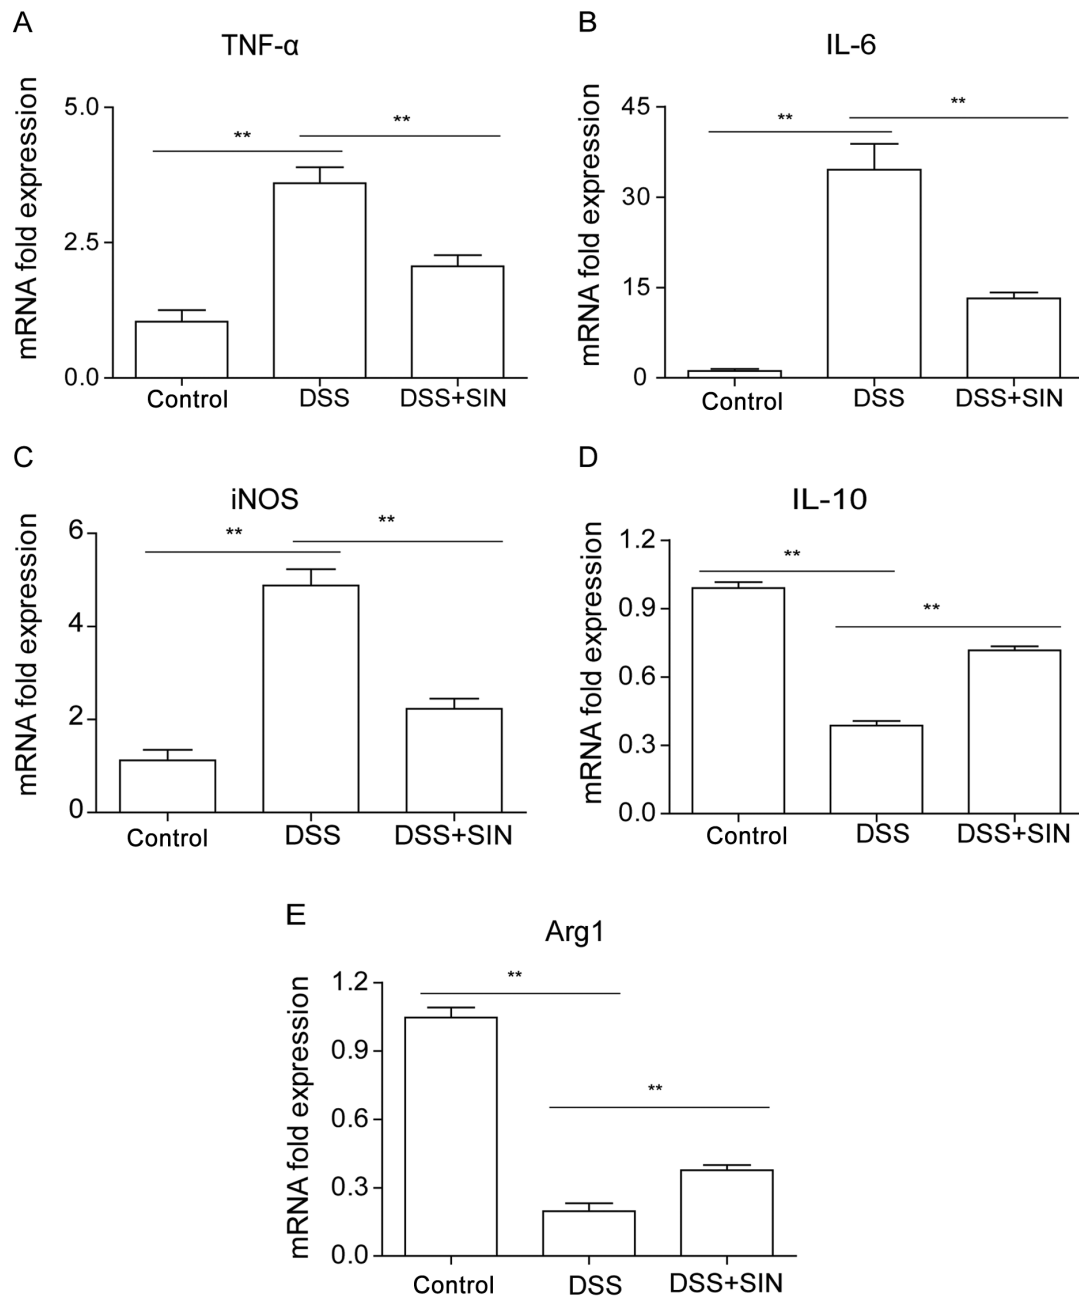 A
TNF-α
mRNA fold expression
5.0
2.5
0.0
**
**
Control
DSS
DSS+SIN
B
IL-6
mRNA fold expression
45
30
15
0
**
**
Control
DSS
DSS+SIN
C
iNOS
mRNA fold expression
6
4
2
0
**
**
Control
DSS
DSS+SIN
D
IL-10
mRNA fold expression
1.2
0.9
0.6
0.3
0.0
**
**
Control
DSS
DSS+SIN
E
Arg1
mRNA fold expression
1.2
0.9
0.6
0.3
0.0
**
**
Control
DSS
DSS+SIN